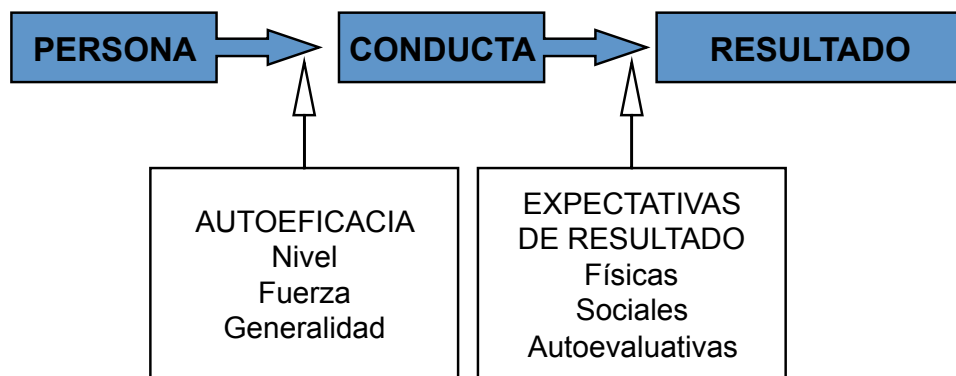 PERSONA
CONDUCTA
RESULTADO
AUTOEFICACIA
Nivel
Fuerza
Generalidad
EXPECTATIVAS
DE RESULTADO
Físicas
Sociales
Autoevaluativas